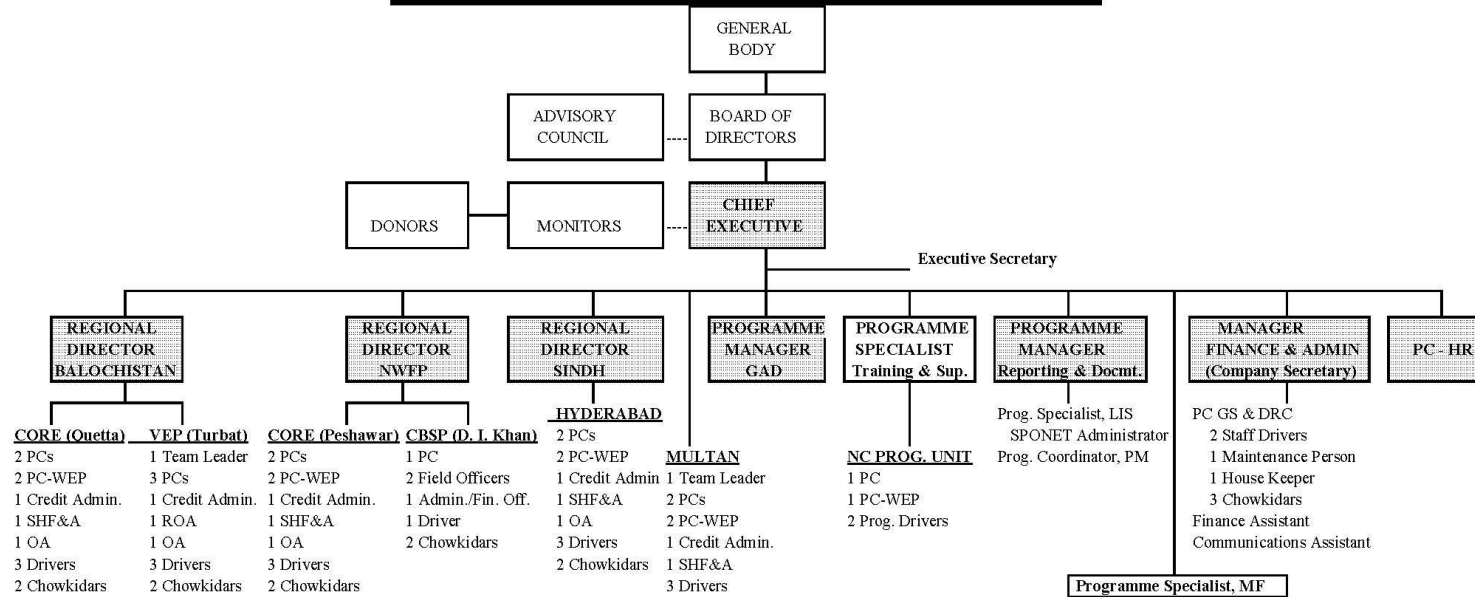 GENERAL
BODY
ADVISORY
COUNCIL
BOARD OF
DIRECTORS
DONORS
MONITORS
CHIEF
EXECUTIVE
Executive Secretary
REGIONAL
DIRECTOR
BALOCHISTAN
REGIONAL
DIRECTOR
NWFP
REGIONAL
DIRECTOR
SINDH
PROGRAMME
MANAGER
GAD
PROGRAMME
SPECIALIST
Training & Sup.
PROGRAMME
MANAGER
Reporting & Docmt.
MANAGER
FINANCE & ADMIN
(Company Secretary)
PC - HR
CORE (Quetta)
2 PCs
2 PC-WEP
1 Credit Admin.
1 SHF&A
1 OA
3 Drivers
2 Chowkidars
VEP (Turbat)
1 Team Leader
3 PCs
1 Credit Admin.
1 ROA
1 OA
3 Drivers
2 Chowkidars
CORE (Peshawar)
2 PCs
2 PC-WEP
1 Credit Admin.
1 SHF&A
1 OA
3 Drivers
2 Chowkidars
CBSP (D. I. Khan)
1 PC
2 Field Officers
1 Admin./Fin. Off.
1 Driver
2 Chowkidars
HYDERABAD
2 PCs
2 PC-WEP
1 Credit Admin
1 SHF&A
1 OA
3 Drivers
2 Chowkidars
MULTAN
1 Team Leader
2 PCs
2 PC-WEP
1 Credit Admin.
1 SHF&A
3 Drivers
NC PROG. UNIT
1 PC
1 PC-WEP
2 Prog. Drivers
Prog. Specialist, LIS
SPONET Administrator
Prog. Coordinator, PM
PC GS & DRC
2 Staff Drivers
1 Maintenance Person
1 House Keeper
3 Chowkidars
Finance Assistant
Communications Assistant
Programme Specialist, MF